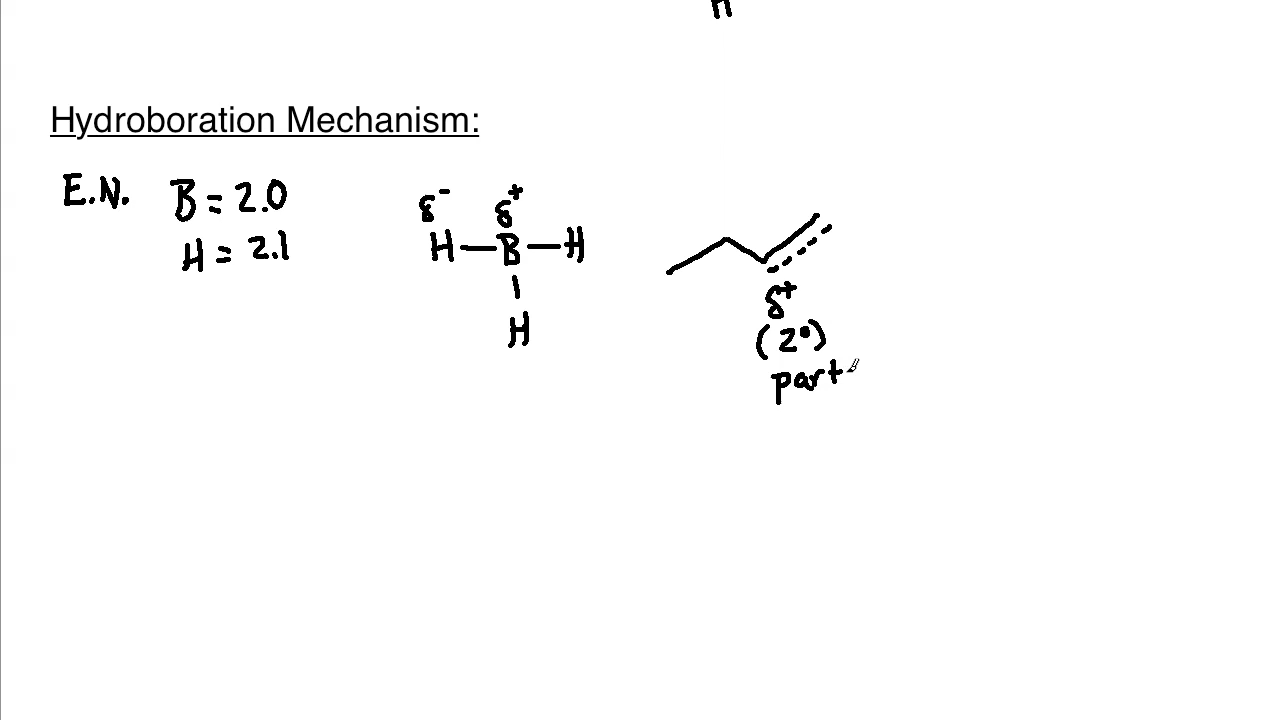 H
Hydroboration Mechanism:
E.N. B = 2.0
H = 2.1
δ⁻ δ⁺
H—B—H
H
δ+
(2°)
part